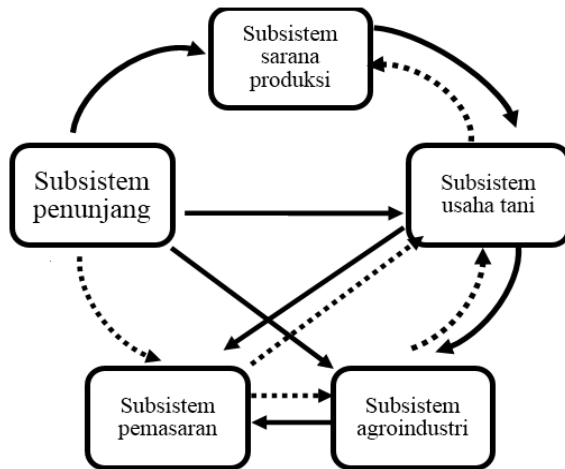 Subsistem
sarana
produksi
Subsistem
penunjang
Subsistem
usaha tani
Subsistem
pemasaran
Subsistem
agroindustri